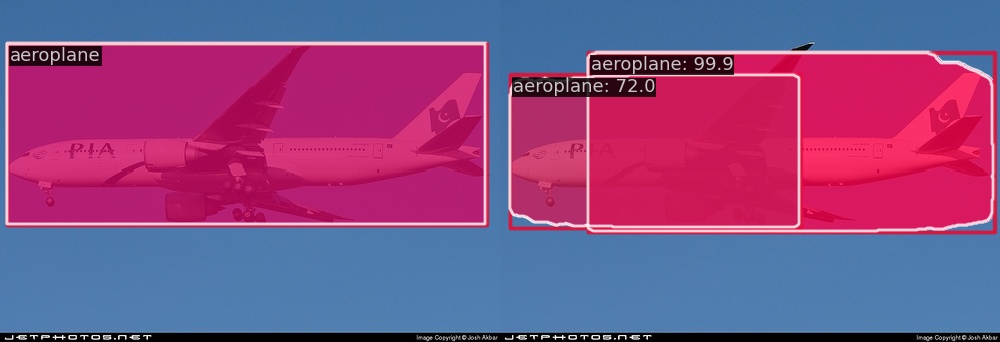 aeroplane
aeroplane: 99.9
aeroplane: 72.0
PIA
PIA
JETPHOTOS.NET
Image Copyright © Josh Akbar
JETPHOTOS.NET
Image Copyright © Josh Akbar